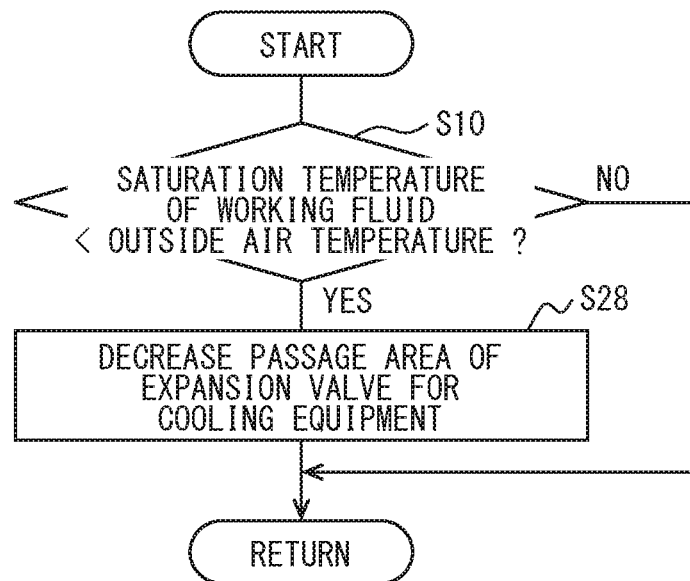 START
S10
SATURATION TEMPERATURE
OF WORKING FLUID
< OUTSIDE AIR TEMPERATURE ?
NO
YES
S28
DECREASE PASSAGE AREA OF
EXPANSION VALVE FOR
COOLING EQUIPMENT
RETURN